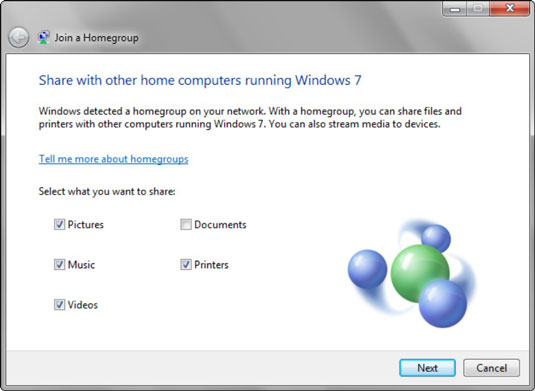 Join a Homegroup
Share with other home computers running Windows 7
Windows detected a homegroup on your network. With a homegroup, you can share files and
printers with other computers running Windows 7. You can also stream media to devices.
Tell me more about homegroups
Select what you want to share:
Pictures Documents
Music Printers
Videos
Next Cancel